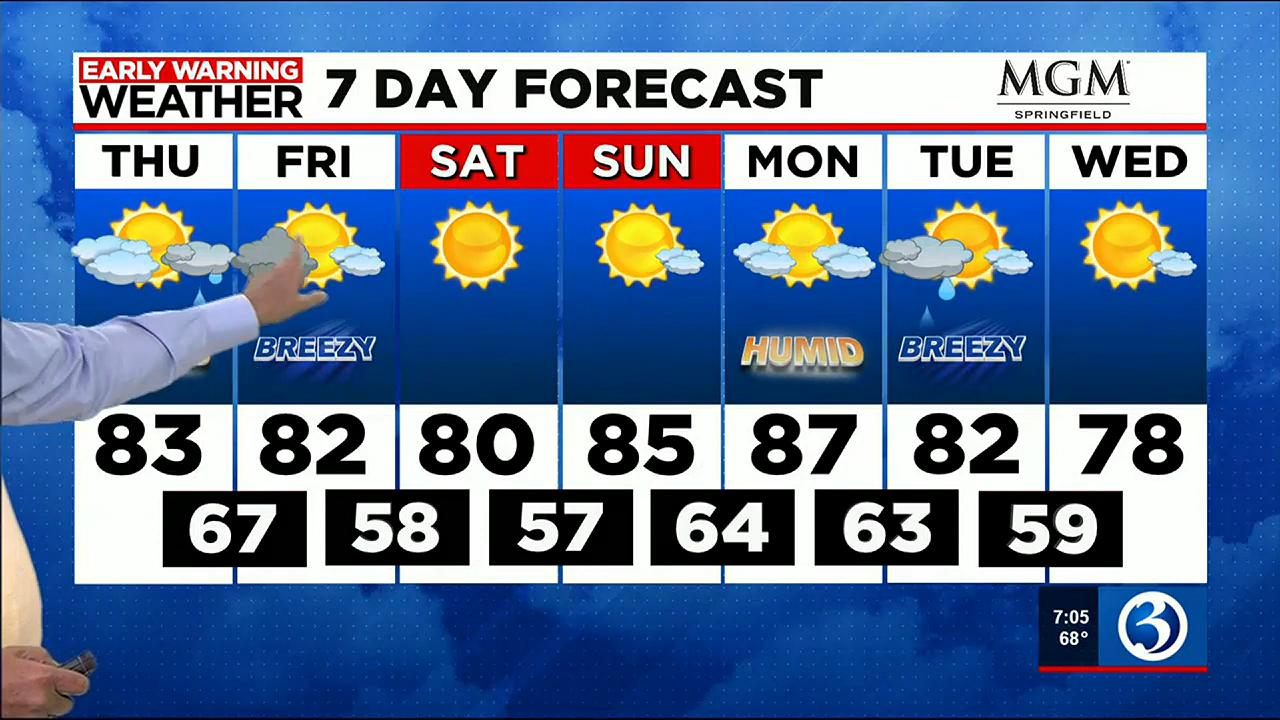 EARLY WARNING
WEATHER
7 DAY FORECAST
MGM
SPRINGFIELD
THU FRI SAT SUN MON TUE WED
BREEZY HUMID BREEZY
83 82 80 85 87 82 78
67 58 57 64 63 59
7:05
68°
3